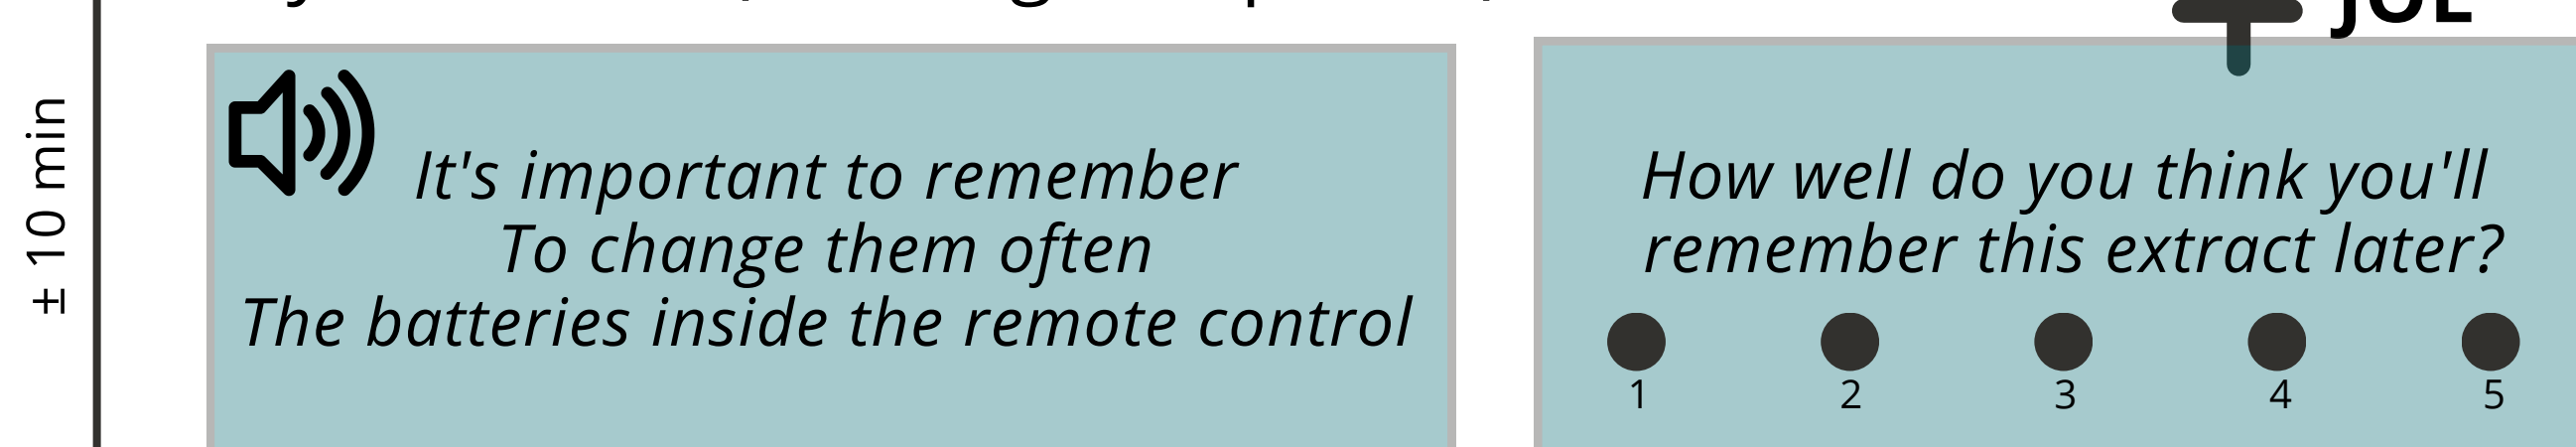 JOE
± 10 min
It's important to remember
To change them often
The batteries inside the remote control
How well do you think you'll
remember this extract later?
1 2 3 4 5